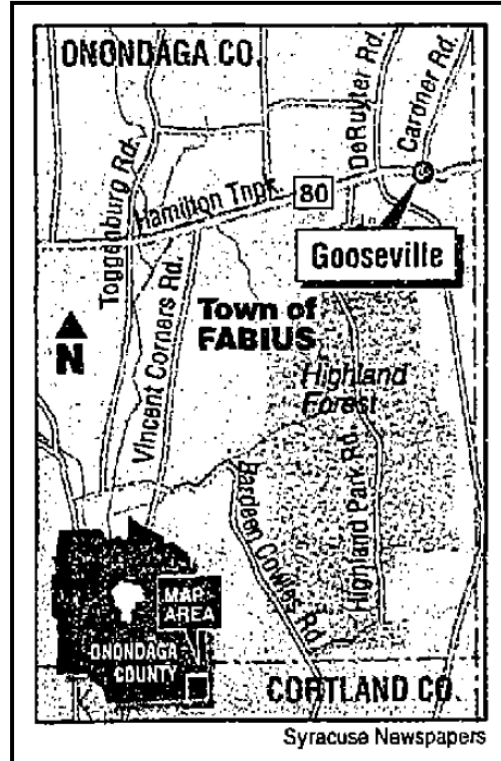 ONONDAGA CO.
DeRuyter Rd.
Cardner Rd.
Toggenburg Rd.
Hamilton Tnpk.
80
Gooseville
Vincent Corners Rd.
Town of
FABIUS
N
Highland
Forest
Bardeen Cowles Rd.
Highland Park Rd.
MAP
AREA
ONONDAGA
COUNTY
CORTLAND CO.
Syracuse Newspapers